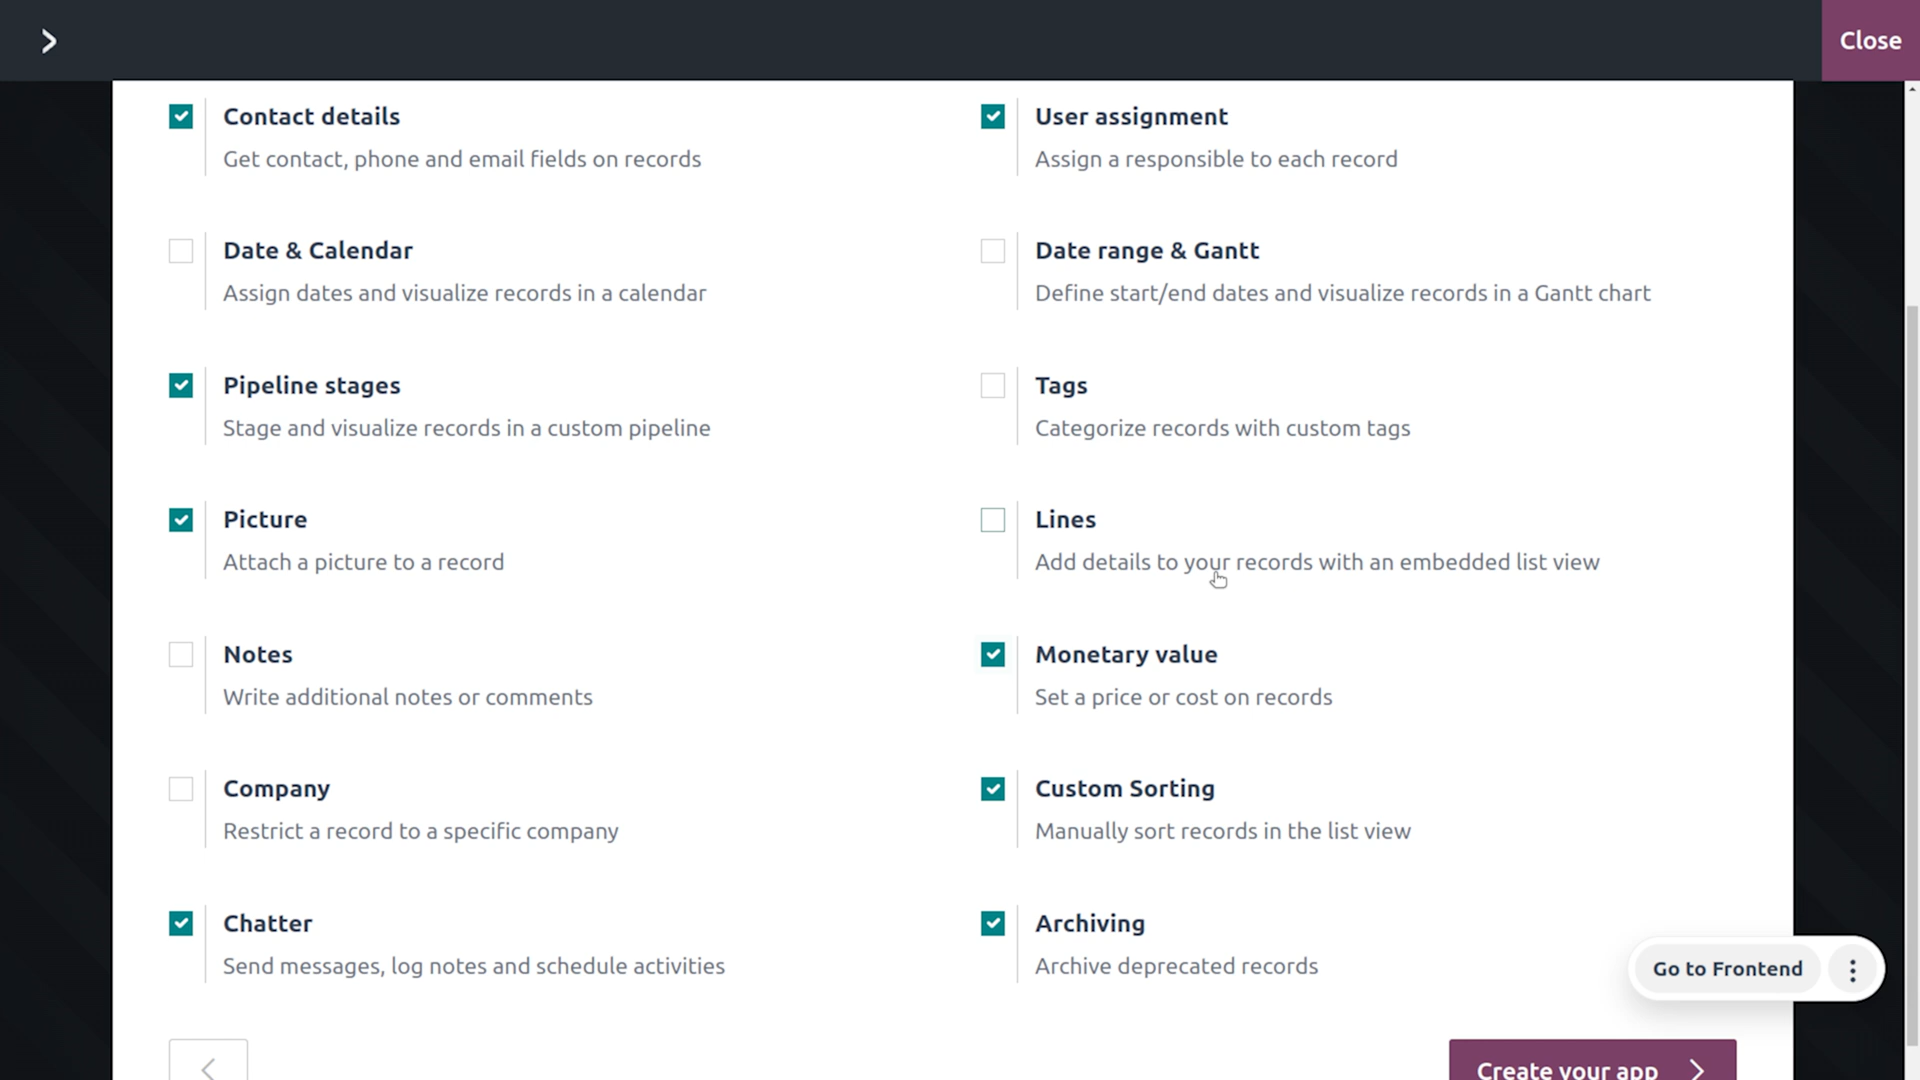 Close
Contact details
Get contact, phone and email fields on records
User assignment
Assign a responsible to each record
Date & Calendar
Assign dates and visualize records in a calendar
Date range & Gantt
Define start/end dates and visualize records in a Gantt chart
Pipeline stages
Stage and visualize records in a custom pipeline
Tags
Categorize records with custom tags
Picture
Attach a picture to a record
Lines
Add details to your records with an embedded list view
Notes
Write additional notes or comments
Monetary value
Set a price or cost on records
Company
Restrict a record to a specific company
Custom Sorting
Manually sort records in the list view
Chatter
Send messages, log notes and schedule activities
Archiving
Archive deprecated records
Go to Frontend
Create your app